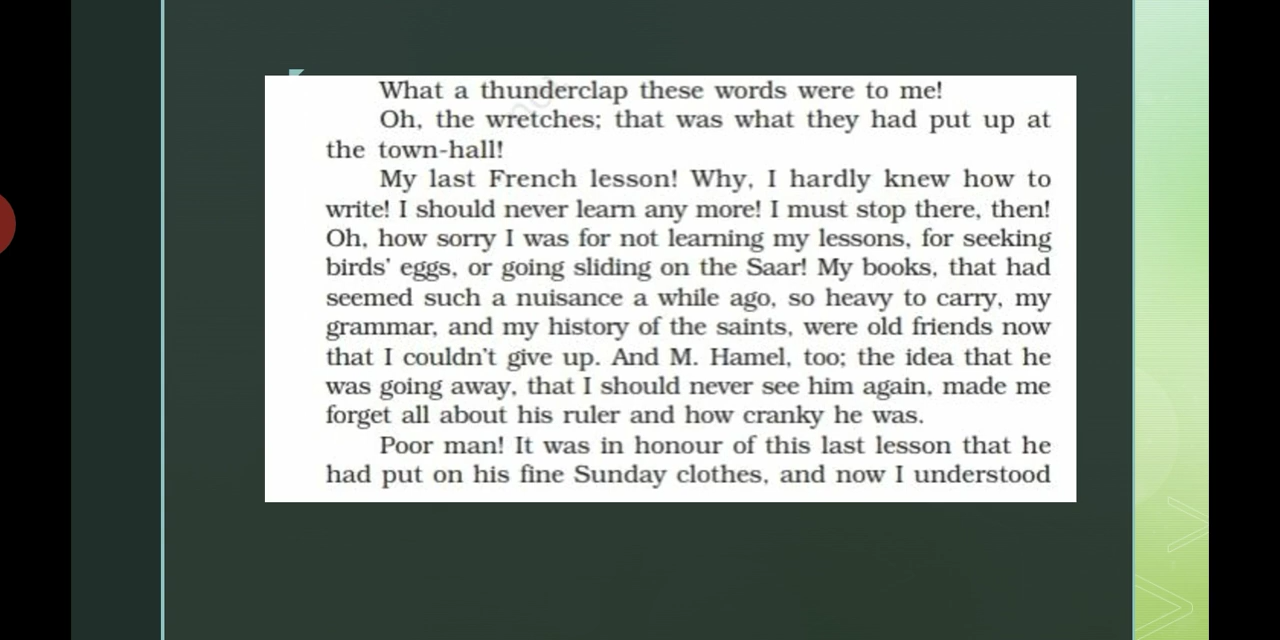 What a thunderclap these words were to me!
Oh, the wretches; that was what they had put up at
the town-hall!
My last French lesson! Why, I hardly knew how to
write! I should never learn any more! I must stop there, then!
Oh, how sorry I was for not learning my lessons, for seeking
birds' eggs, or going sliding on the Saar! My books, that had
seemed such a nuisance a while ago, so heavy to carry, my
grammar, and my history of the saints, were old friends now
that I couldn't give up. And M. Hamel, too; the idea that he
was going away, that I should never see him again, made me
forget all about his ruler and how cranky he was.
Poor man! It was in honour of this last lesson that he
had put on his fine Sunday clothes, and now I understood